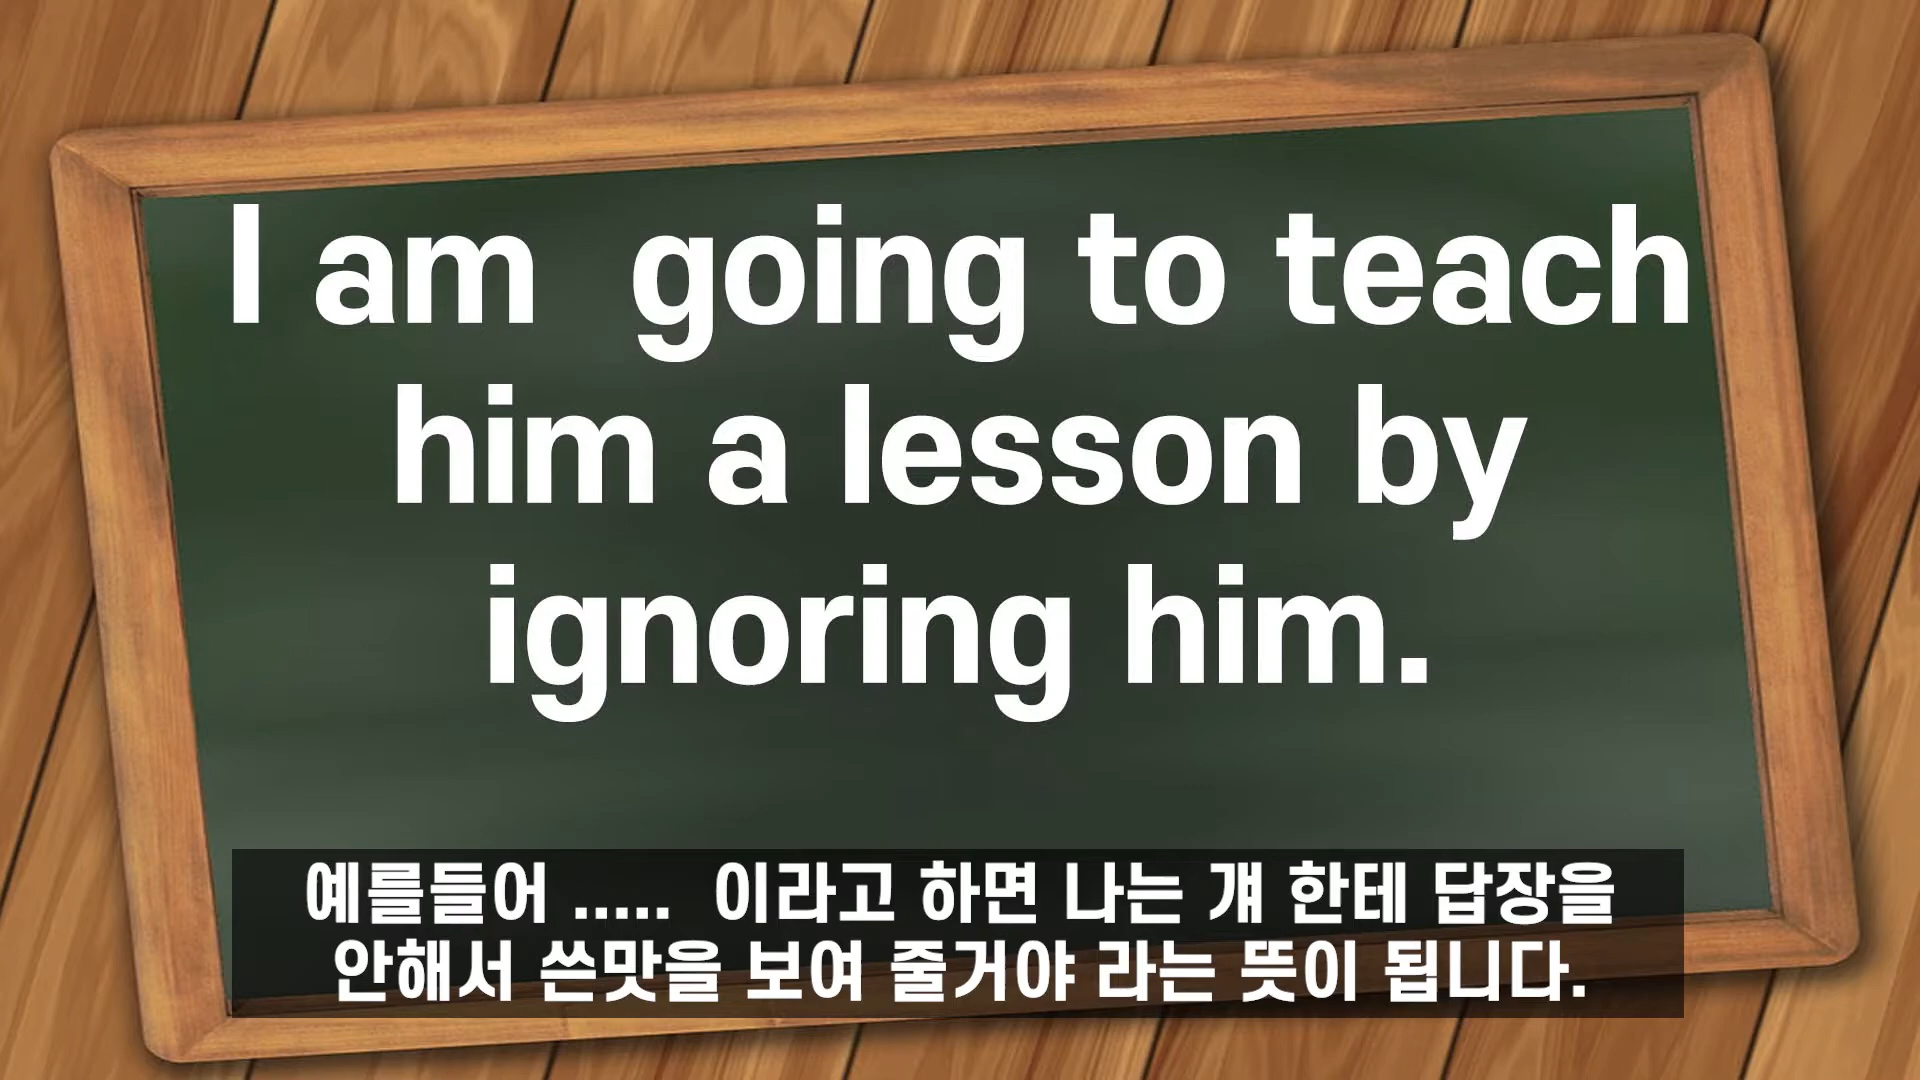 I am  going to teach
him a lesson by
ignoring him.
예를들어 .....  이라고 하면 나는 걔 한테 답장을
안해서 쓴맛을 보여 줄거야 라는 뜻이 됩니다.